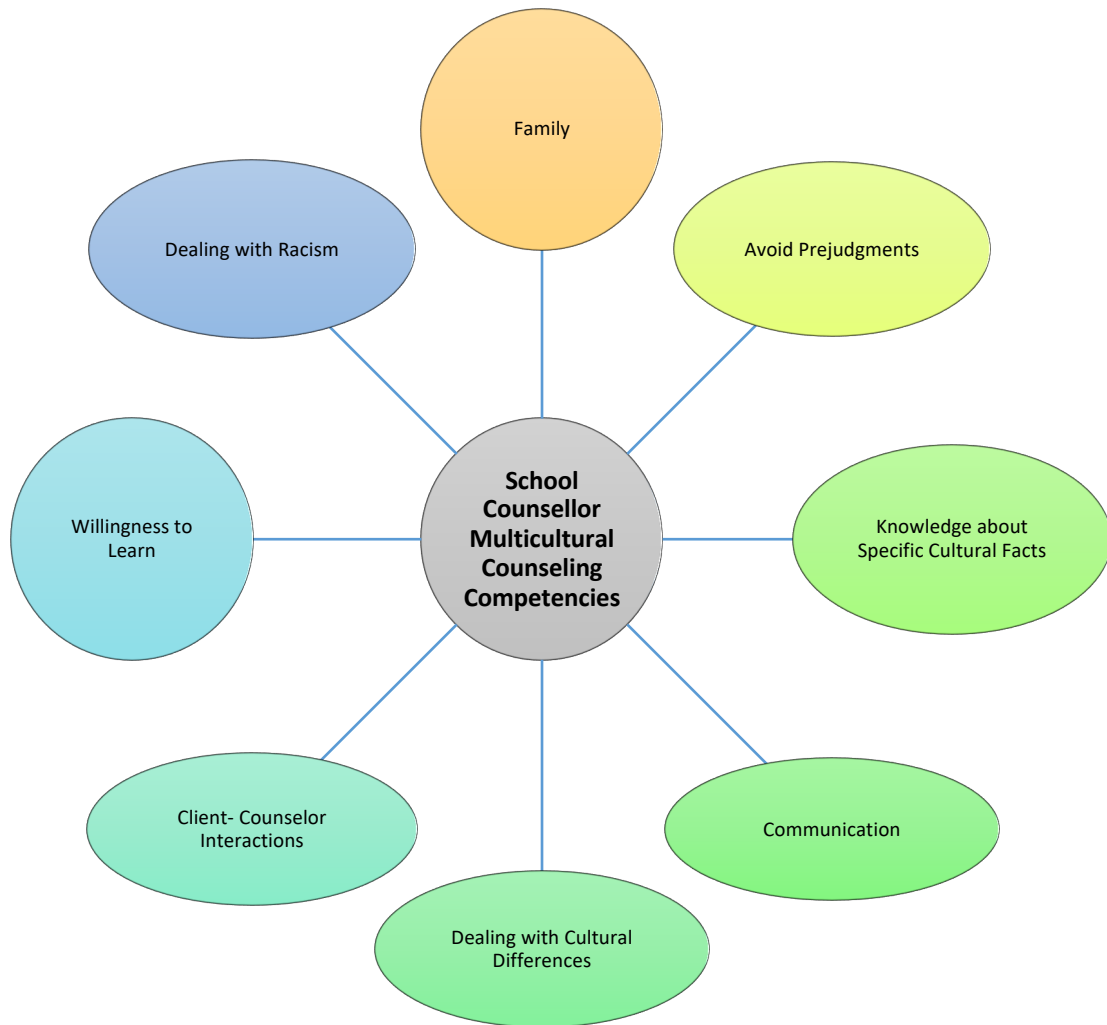 Family
Dealing with Racism
Avoid Prejudgments
School
Counsellor
Multicultural
Counseling
Competencies
Willingness to
Learn
Knowledge about
Specific Cultural Facts
Client- Counselor
Interactions
Communication
Dealing with Cultural
Differences